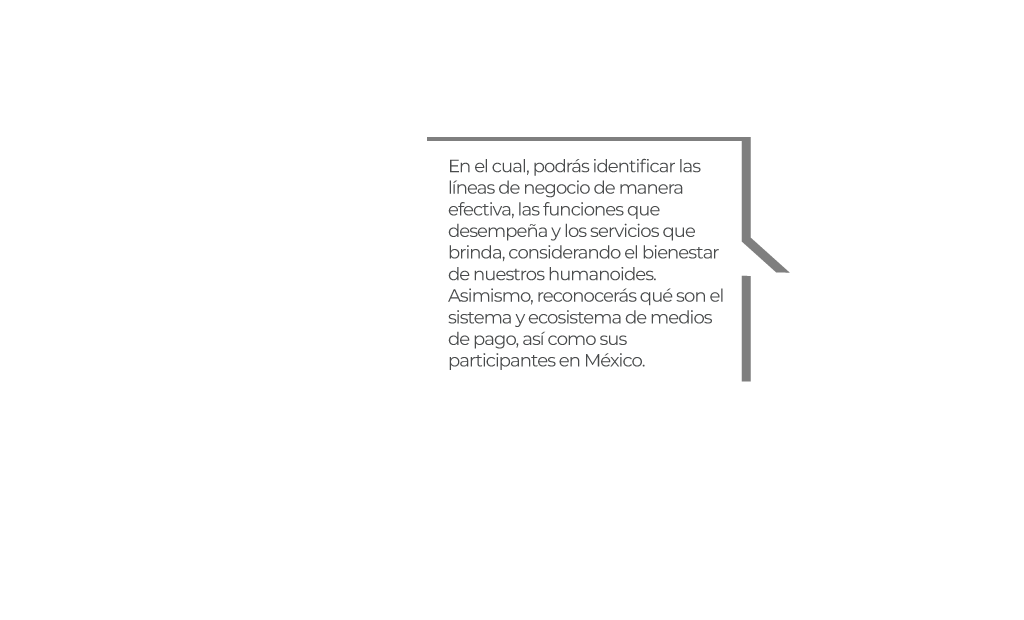 En el cual, podrás identificar las
líneas de negocio de manera
efectiva, las funciones que
desempeña y los servicios que
brinda, considerando el bienestar
de nuestros humanoides.
Asimismo, reconocerás qué son el
sistema y ecosistema de medios
de pago, así como sus
participantes en México.